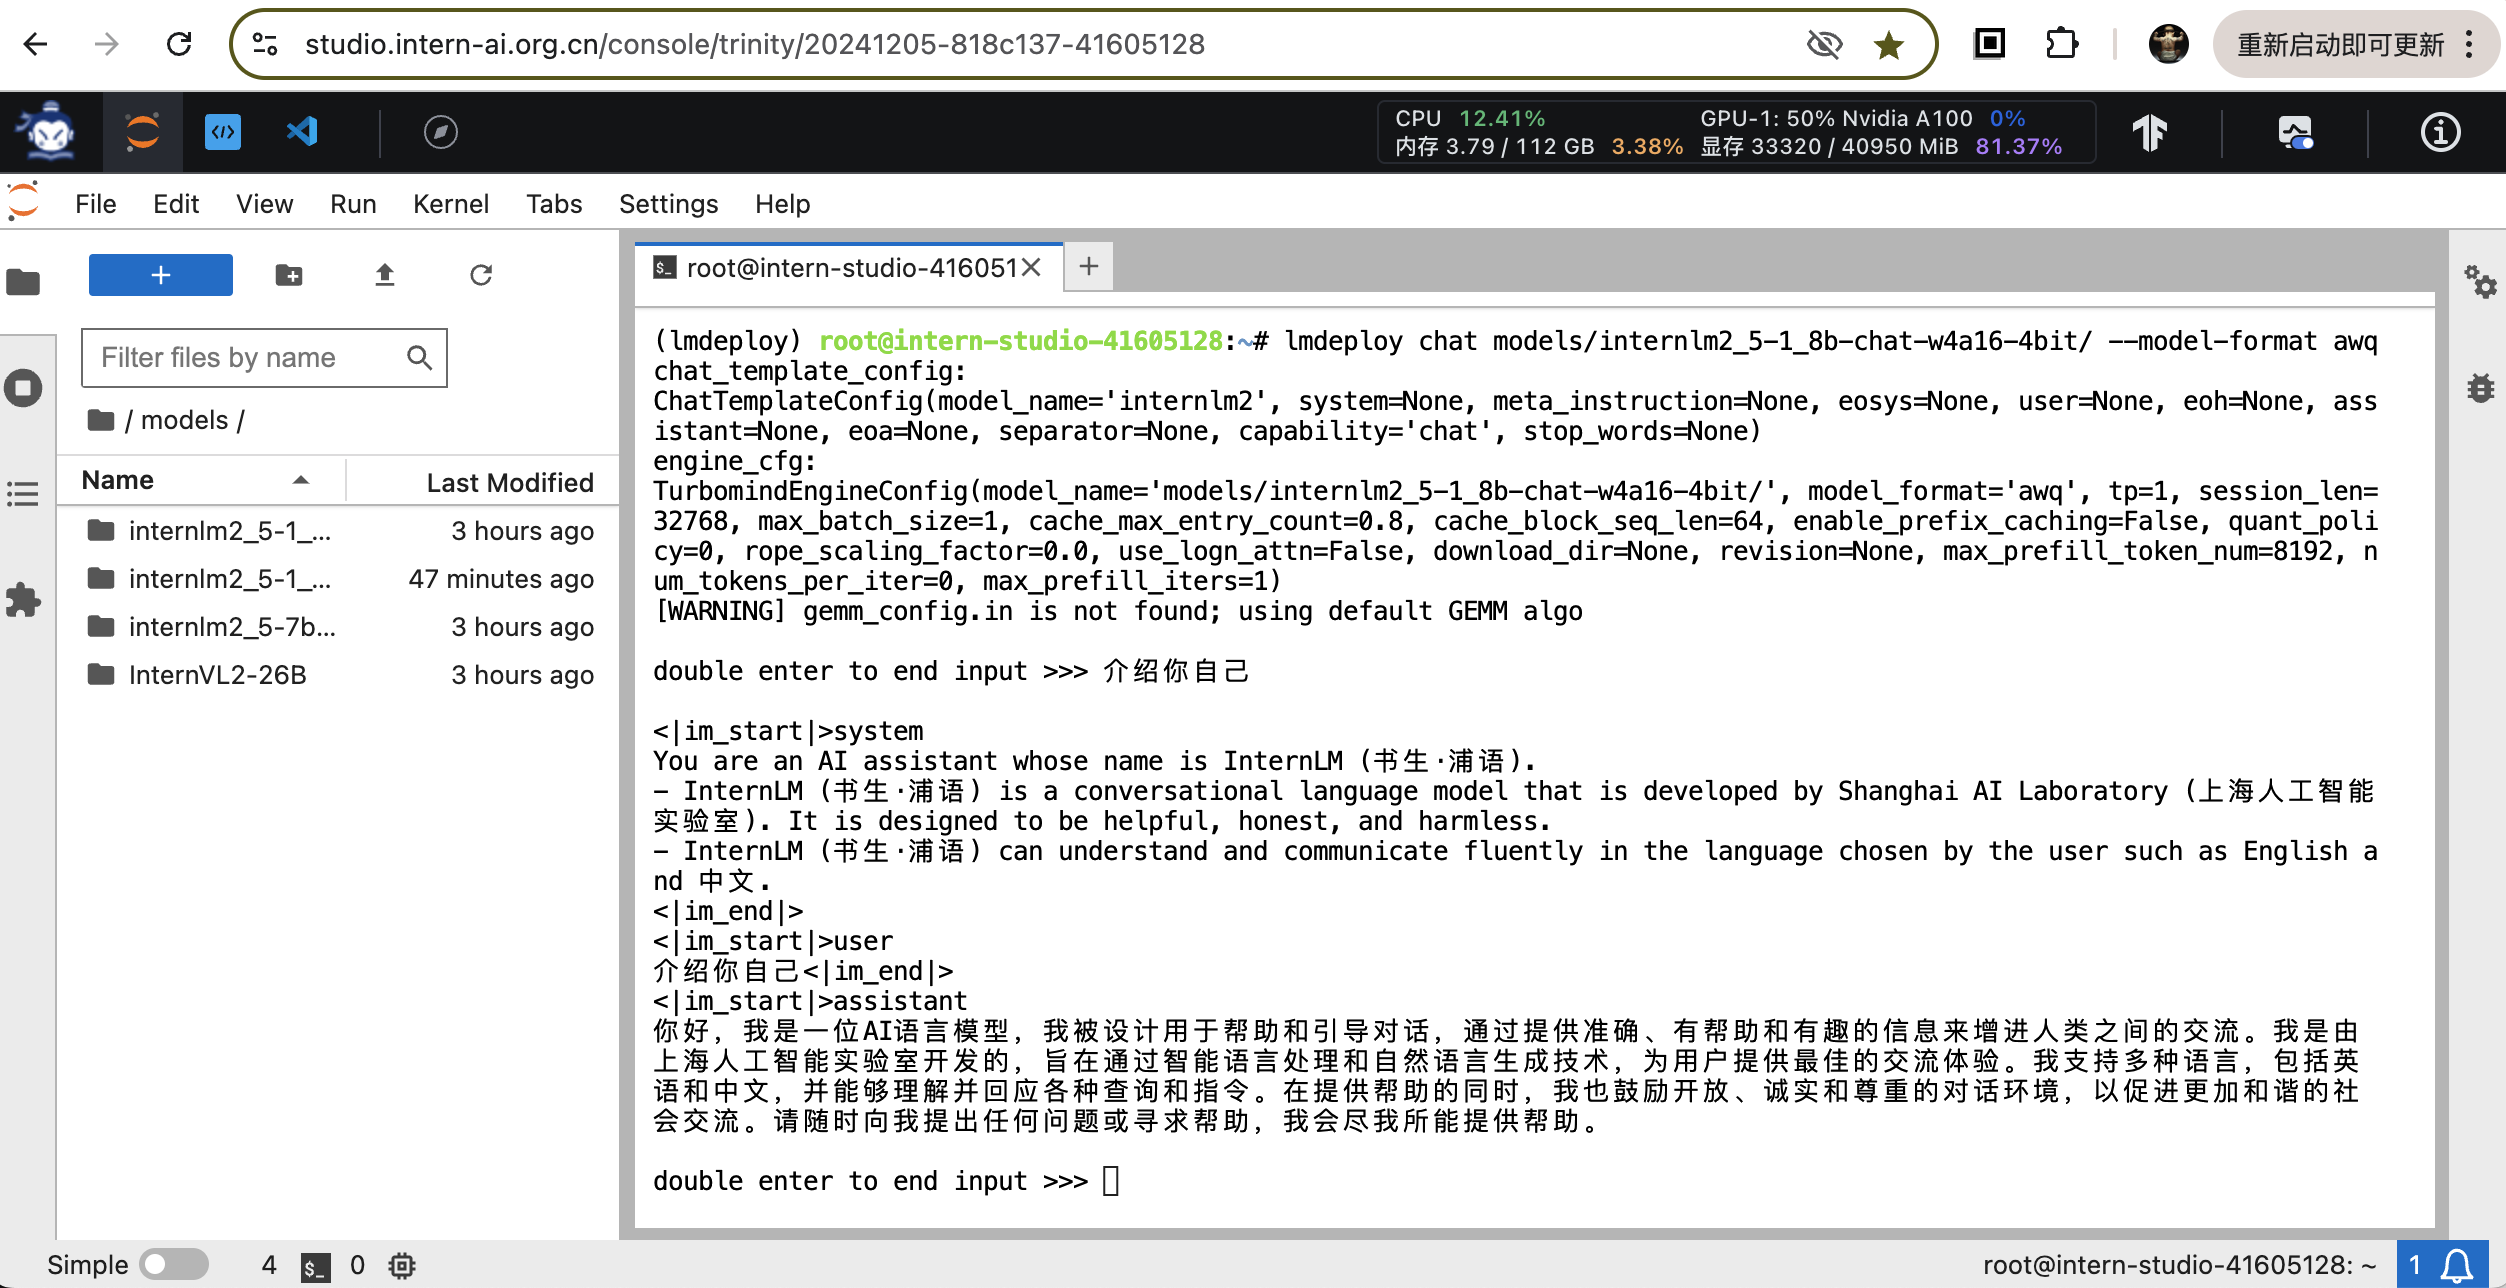 studio.intern-ai.org.cn/console/trinity/20241205-818c137-41605128
重新启动即可更新
CPU 12.41% GPU-1: 50% Nvidia A100 0%
内存 3.79 / 112 GB 3.38% 显存 33320 / 40950 MiB 81.37%
File Edit View Run Kernel Tabs Settings Help
root@intern-studio-416051
Filter files by name
/ models /
Name Last Modified
internlm2_5-1_... 3 hours ago
internlm2_5-1_... 47 minutes ago
internlm2_5-7b... 3 hours ago
InternVL2-26B 3 hours ago
(lmdeploy) root@intern-studio-41605128:~# lmdeploy chat models/internlm2_5-1_8b-chat-w4a16-4bit/ --model-format awq
chat_template_config:
ChatTemplateConfig(model_name='internlm2', system=None, meta_instruction=None, eosys=None, user=None, eoh=None, ass
istant=None, eoa=None, separator=None, capability='chat', stop_words=None)
engine_cfg:
TurbomindEngineConfig(model_name='models/internlm2_5-1_8b-chat-w4a16-4bit/', model_format='awq', tp=1, session_len=
32768, max_batch_size=1, cache_max_entry_count=0.8, cache_block_seq_len=64, enable_prefix_caching=False, quant_poli
cy=0, rope_scaling_factor=0.0, use_logn_attn=False, download_dir=None, revision=None, max_prefill_token_num=8192, n
um_tokens_per_iter=0, max_prefill_iters=1)
[WARNING] gemm_config.in is not found; using default GEMM algo
double enter to end input >>> 介绍你自己
<|im_start|>system
You are an AI assistant whose name is InternLM (书生·浦语).
- InternLM (书生·浦语) is a conversational language model that is developed by Shanghai AI Laboratory (上海人工智能
实验室). It is designed to be helpful, honest, and harmless.
- InternLM (书生·浦语) can understand and communicate fluently in the language chosen by the user such as English a
nd 中文.
<|im_end|>
<|im_start|>user
介绍你自己<|im_end|>
<|im_start|>assistant
你好，我是一位AI语言模型，我被设计用于帮助和引导对话，通过提供准确、有帮助和有趣的信息来增进人类之间的交流。我是由
上海人工智能实验室开发的，旨在通过智能语言处理和自然语言生成技术，为用户提供最佳的交流体验。我支持多种语言，包括英
语和中文，并能够理解并回应各种查询和指令。在提供帮助的同时，我也鼓励开放、诚实和尊重的对话环境，以促进更加和谐的社
会交流。请随时向我提出任何问题或寻求帮助，我会尽我所能提供帮助。
double enter to end input >>>
Simple 4 $_ 0 root@intern-studio-41605128: ~ 1